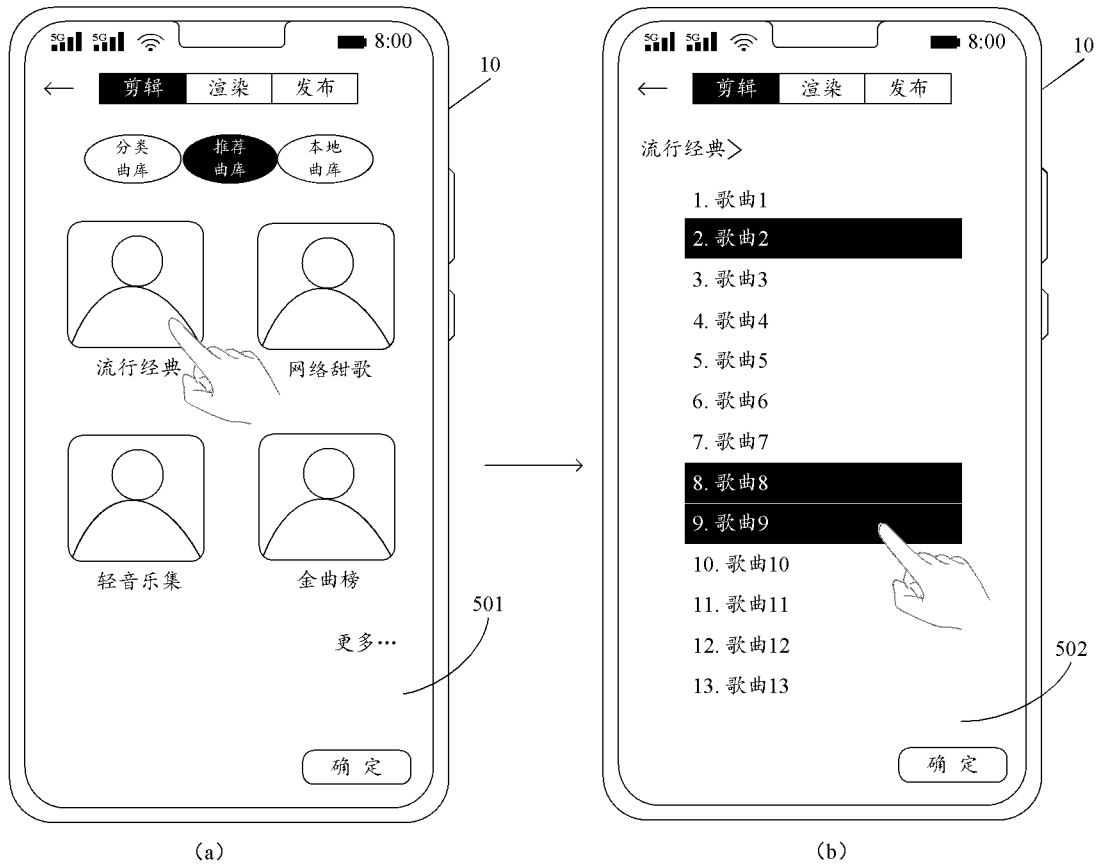 5G 5G 8:00
剪辑 渲染 发布
分类曲库 推荐曲库 本地曲库
流行经典 网络甜歌
轻音乐集 金曲榜
更多…
确 定
10
501
(a)
5G 5G 8:00
剪辑 渲染 发布
流行经典>
1. 歌曲1
2. 歌曲2
3. 歌曲3
4. 歌曲4
5. 歌曲5
6. 歌曲6
7. 歌曲7
8. 歌曲8
9. 歌曲9
10. 歌曲10
11. 歌曲11
12. 歌曲12
13. 歌曲13
确 定
10
502
(b)